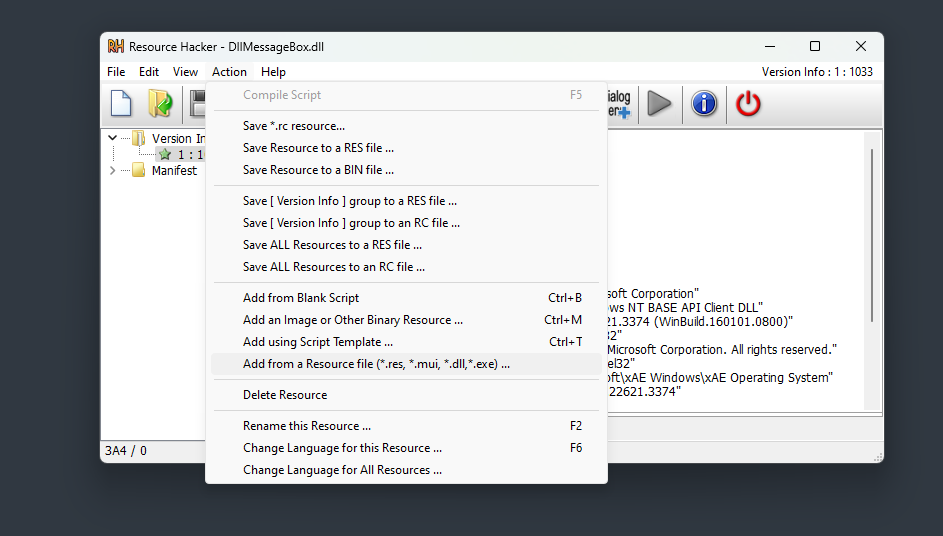 Resource Hacker - DllMessageBox.dll
File Edit View Action Help Version Info : 1 : 1033
Compile Script F5
Save *.rc resource...
Save Resource to a RES file ...
Save Resource to a BIN file ...
Save [ Version Info ] group to a RES file ...
Save [ Version Info ] group to an RC file ...
Save ALL Resources to a RES file ...
Save ALL Resources to an RC file ...
Add from Blank Script Ctrl+B
Add an Image or Other Binary Resource ... Ctrl+M
Add using Script Template ... Ctrl+T
Add from a Resource file (*.res, *.mui, *.dll,*.exe) ...
Delete Resource
Rename this Resource ... F2
Change Language for this Resource ... F6
Change Language for All Resources ...
Version In
1 : 10
Manifest
ialog
er
soft Corporation"
ws NT BASE API Client DLL"
21.3374 (WinBuild.160101.0800)"
32"
Microsoft Corporation. All rights reserved."
el32"
oft\xAE Windows\xAE Operating System"
22621.3374"
3A4 / 0